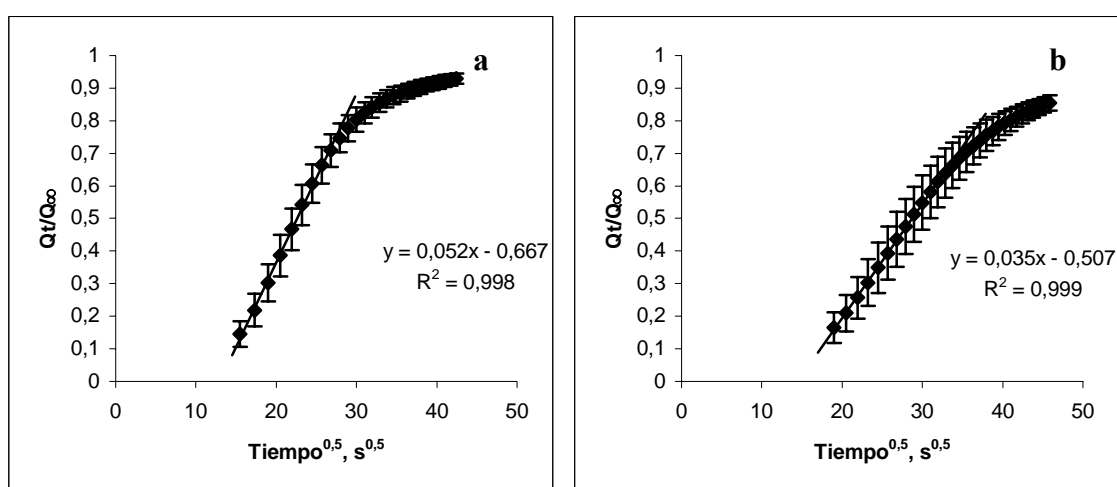 a
1
0,9
0,8
0,7
0,6
0,5
0,4
0,3
0,2
0,1
0
Qt/Q∞
y = 0,052x - 0,667
R² = 0,998
0 10 20 30 40 50
Tiempo^0,5, s^0,5
b
1
0,9
0,8
0,7
0,6
0,5
0,4
0,3
0,2
0,1
0
Qt/Q∞
y = 0,035x - 0,507
R² = 0,999
0 10 20 30 40 50
Tiempo^0,5, s^0,5